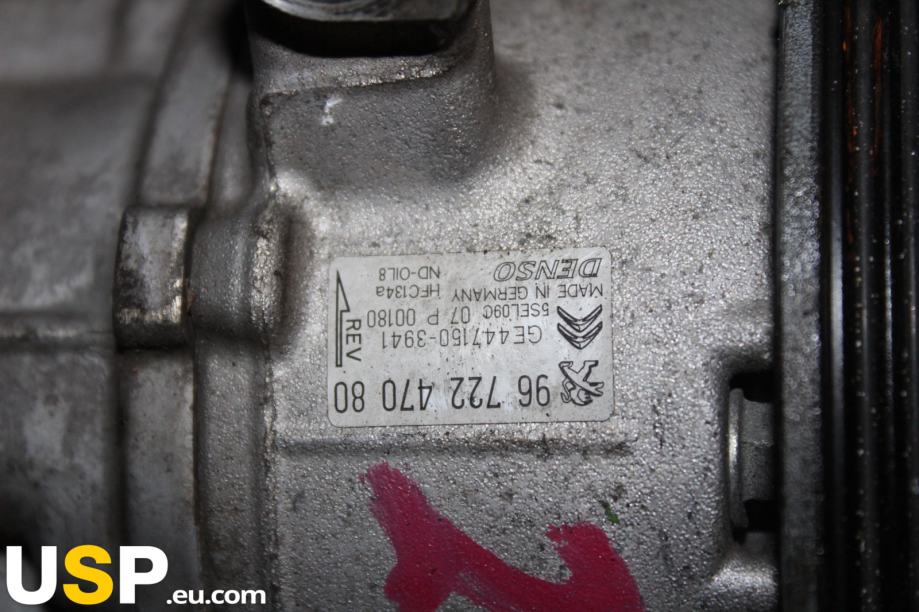 96 722 470 80
GE447150-3941
5SEL09C 07 P 00180
MADE IN GERMANY HFC134a
DENSO ND-OIL8
REV
USP.eu.com